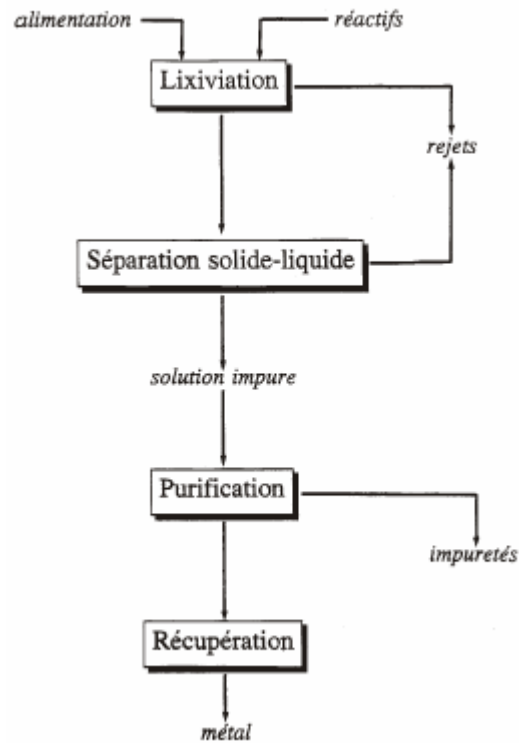 alimentation
réactifs
Lixiviation
rejets
Séparation solide-liquide
solution impure
Purification
impuretés
Récupération
métal